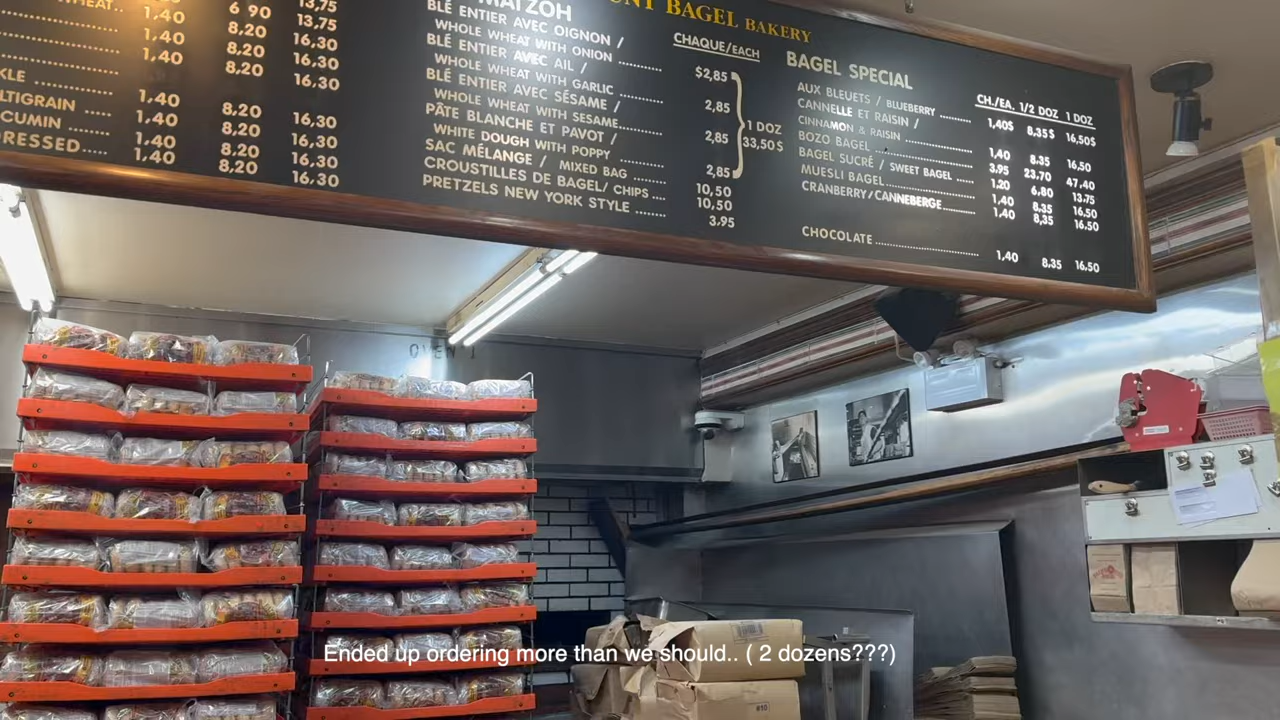 WHEAT..
1,40 6 90 13,75
1,40 8,20 13,75
1,40 8,20 16,30
8,20 16,30
KLE 16,30
LTIGRAIN .... 1,40 8,20 16,30
CUMIN 1,40 8,20 16,30
RESSED..... 1,40 8,20 16,30
1,40 8,20 16,30
MATZOH
BLÉ ENTIER AVEC OIGNON /
WHOLE WHEAT WITH ONION
BLÉ ENTIER AVEC AIL /
WHOLE WHEAT WITH GARLIC
BLÉ ENTIER AVEC SÉSAME /
WHOLE WHEAT WITH SESAME
PÂTE BLANCHE ET PAVOT /
WHITE DOUGH WITH POPPY
SAC MÉLANGE / MIXED BAG
CROUSTILLES DE BAGEL/ CHIPS
PRETZELS NEW YORK STYLE
CHAQUE/EACH
$2,85
2,85
2,85
2,85
10,50
10,50
3.95
1 DOZ
33,50$
UNT BAGEL BAKERY
BAGEL SPECIAL
CH./EA. 1/2 DOZ 1 DOZ
AUX BLEUETS / BLUEBERRY 1,40$ 8,35$ 16,50$
CANNELLE ET RAISIN /
CINNAMON & RAISIN 1,40 8.35 16,50
BOZO BAGEL 3.95 23,70 47,40
BAGEL SUCRÉ / SWEET BAGEL 1.20 6,80 13.75
MUESLI BAGEL 1,40 8,35 16.50
CRANBERRY/CANNEBERGE 1,40 8,35 16.50
CHOCOLATE 1,40 8.35 16.50
OVEN 1
Ended up ordering more than we should.. ( 2 dozens???)